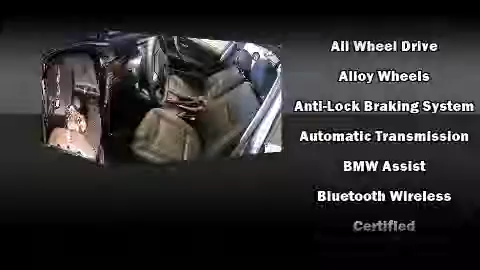 All Wheel Drive
Alloy Wheels
Anti-Lock Braking System
Automatic Transmission
BMW Assist
Bluetooth Wireless
Certified